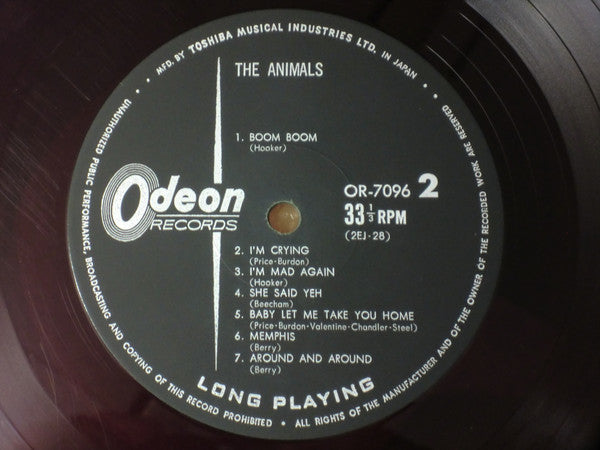 MFD. BY TOSHIBA MUSICAL INDUSTRIES LTD. IN JAPAN •
THE ANIMALS
1. BOOM BOOM
(Hooker)
Odeon
RECORDS
OR-7096 2
33 1/3 RPM
(2EJ-28)
2. I'M CRYING
(Price-Burdon)
3. I'M MAD AGAIN
(Hooker)
4. SHE SAID YEH
(Beecham)
5. BABY LET ME TAKE YOU HOME
(Price-Burdon-Valentine-Chandler-Steel)
6. MEMPHIS
(Berry)
7. AROUND AND AROUND
(Berry)
LONG PLAYING
UNAUTHORIZED PUBLIC PERFORMANCE, BROADCASTING AND COPYING OF THIS RECORD PROHIBITED • ALL RIGHTS OF THE MANUFACTURER AND OF THE OWNER OF THE RECORDED WORK ARE RESERVED